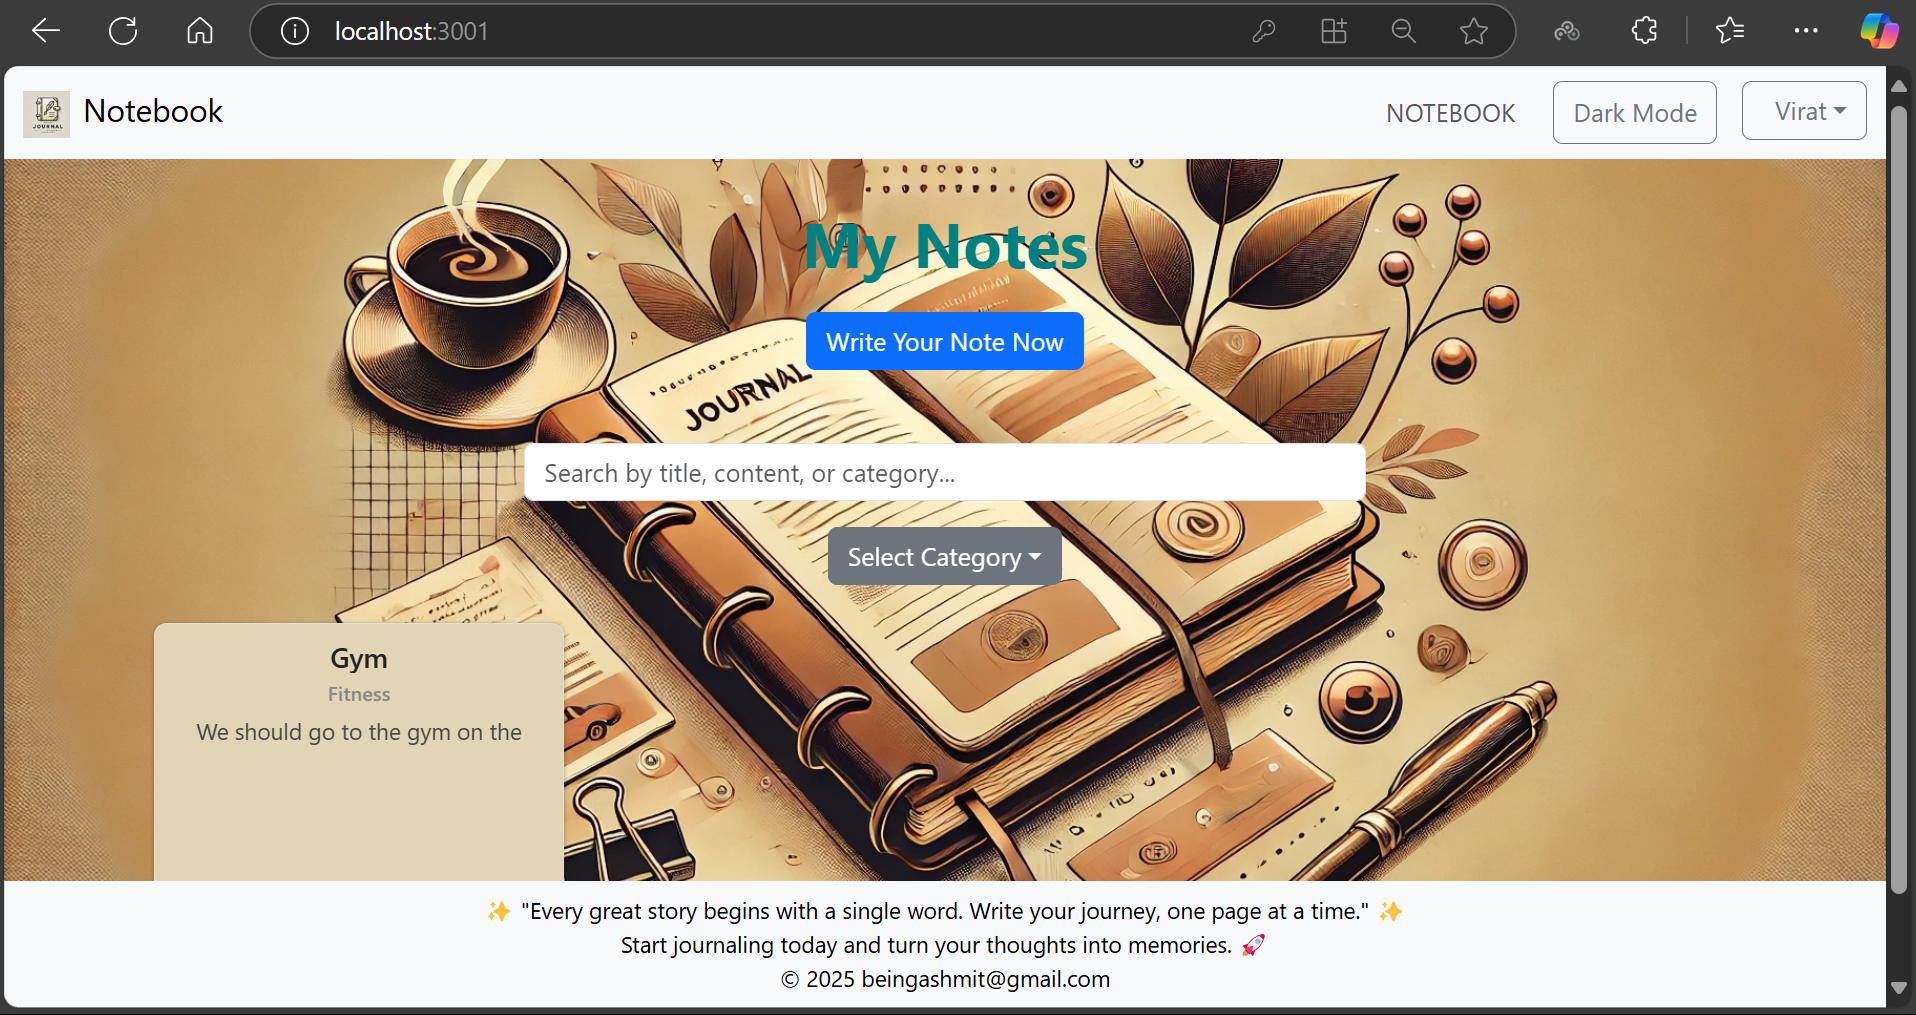 localhost:3001
JOURNAL
Notebook
NOTEBOOK
Dark Mode
Virat
My Notes
Write Your Note Now
JOURNAL
Search by title, content, or category...
Select Category
Gym
Fitness
We should go to the gym on the
✨ "Every great story begins with a single word. Write your journey, one page at a time." ✨
Start journaling today and turn your thoughts into memories. 🚀
© 2025 beingashmit@gmail.com